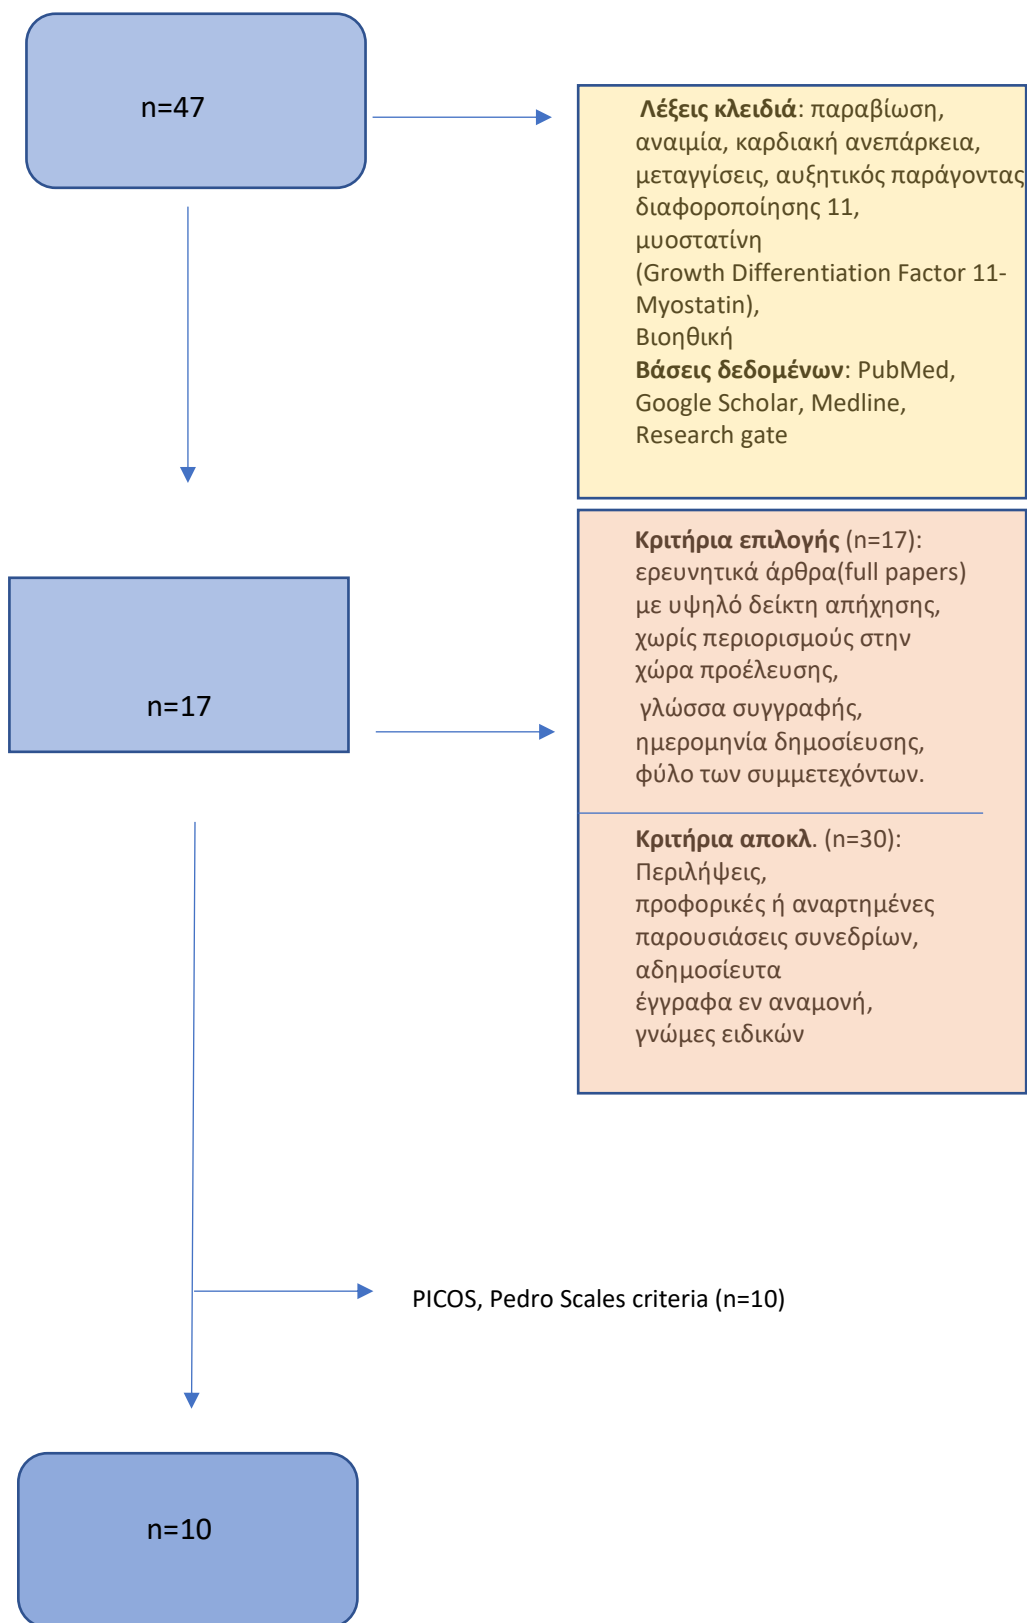 n=47
Λέξεις κλειδιά: παραβίωση,
αναιμία, καρδιακή ανεπάρκεια,
μεταγγίσεις, αυξητικός παράγοντας
διαφοροποίησης 11,
μυοστατίνη
(Growth Differentiation Factor 11-
Myostatin),
Βιοηθική
Βάσεις δεδομένων: PubMed,
Google Scholar, Medline,
Research gate
n=17
Κριτήρια επιλογής (n=17):
ερευνητικά άρθρα(full papers)
με υψηλό δείκτη απήχησης,
χωρίς περιορισμούς στην
χώρα προέλευσης,
γλώσσα συγγραφής,
ημερομηνία δημοσίευσης,
φύλο των συμμετεχόντων.
Κριτήρια αποκλ. (n=30):
Περιλήψεις,
προφορικές ή αναρτημένες
παρουσιάσεις συνεδρίων,
αδημοσίευτα
έγγραφα εν αναμονή,
γνώμες ειδικών
PICOS, Pedro Scales criteria (n=10)
n=10